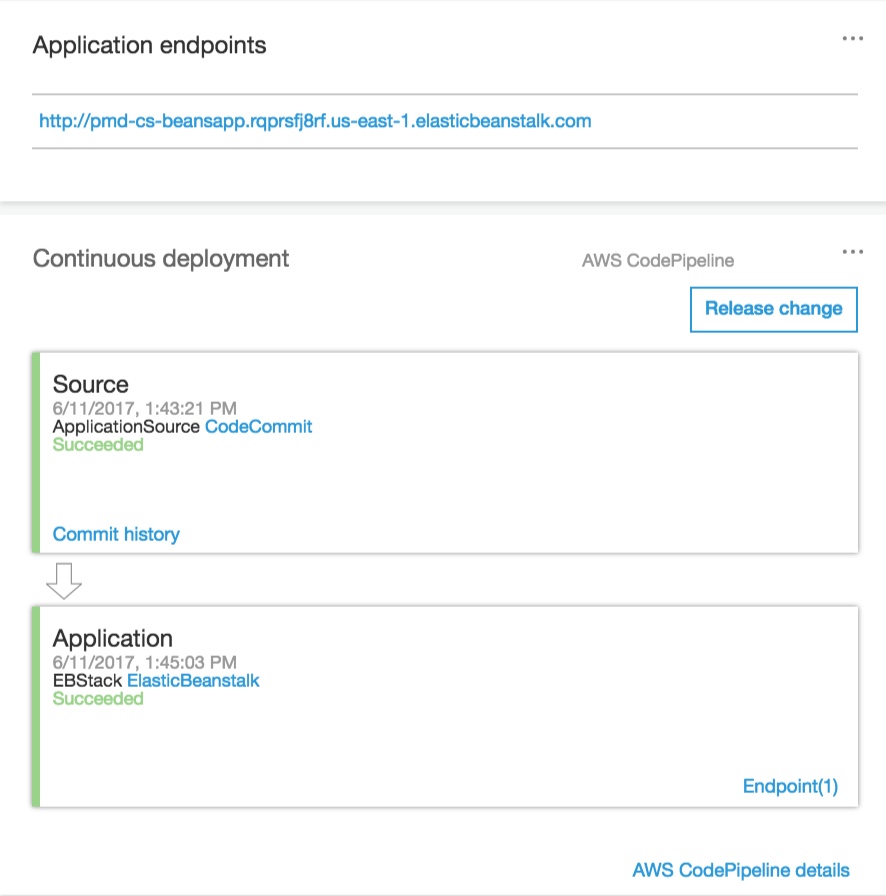 Application endpoints
http://pmd-cs-beansapp.rqprsfj8rf.us-east-1.elasticbeanstalk.com
Continuous deployment
AWS CodePipeline
Release change
Source
6/11/2017, 1:43:21 PM
ApplicationSource CodeCommit
Succeeded
Commit history
Application
6/11/2017, 1:45:03 PM
EBStack ElasticBeanstalk
Succeeded
Endpoint(1)
AWS CodePipeline details